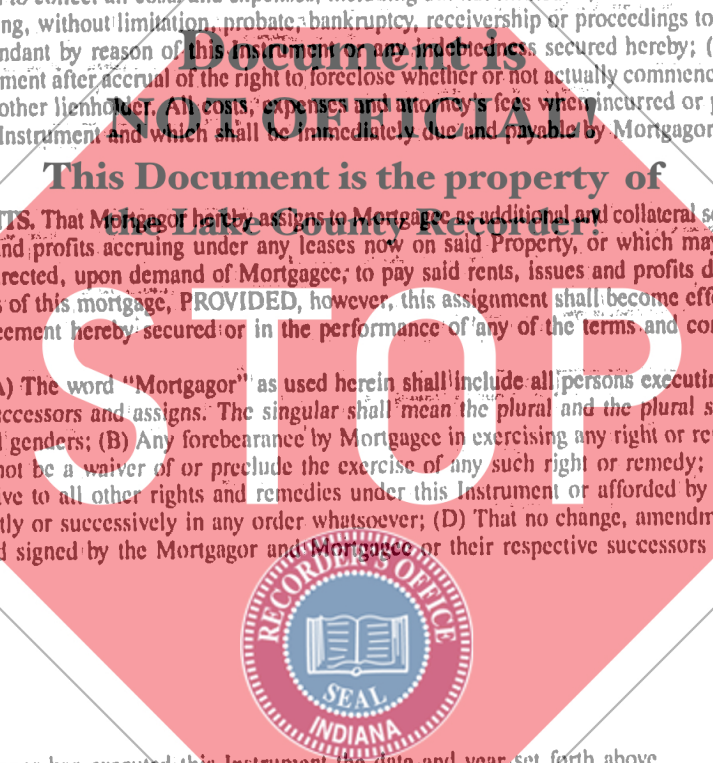 ing, without limitation, probate, bankruptcy, receivership or proceedings to
ndant by reason of this Instrument or any indebtedness secured hereby; (
ment after accrual of the right to foreclose whether or not actually commenc
other lienholder. All costs, expenses and attorney's fees when incurred or p
Instrument and which shall be immediately due and payable by Mortgagor
Document is
NOT OFFICIAL!
This Document is the property of
the Lake County Recorder!
TTS, That Mortgagor hereby assigns to Mortgagee as additional and collateral s
and profits accruing under any leases now on said Property, or which may
rected, upon demand of Mortgagee, to pay said rents, issues and profits d
s of this mortgage, PROVIDED, however, this assignment shall become eff
eement hereby secured or in the performance of any of the terms and co
STOP
A) The word "Mortgagor" as used herein shall include all persons executin
uccessors and assigns. The singular shall mean the plural and the plural s
l genders; (B) Any forebearance by Mortgagee in exercising any right or re
not be a waiver of or preclude the exercise of any such right or remedy;
ive to all other rights and remedies under this Instrument or afforded by
tly or successively in any order whatsoever; (D) That no change, amendm
d signed by the Mortgagor and Mortgagee or their respective successors
RECORDER'S OFFICE
SEAL
INDIANA
executed this Instrument the date and year set forth above